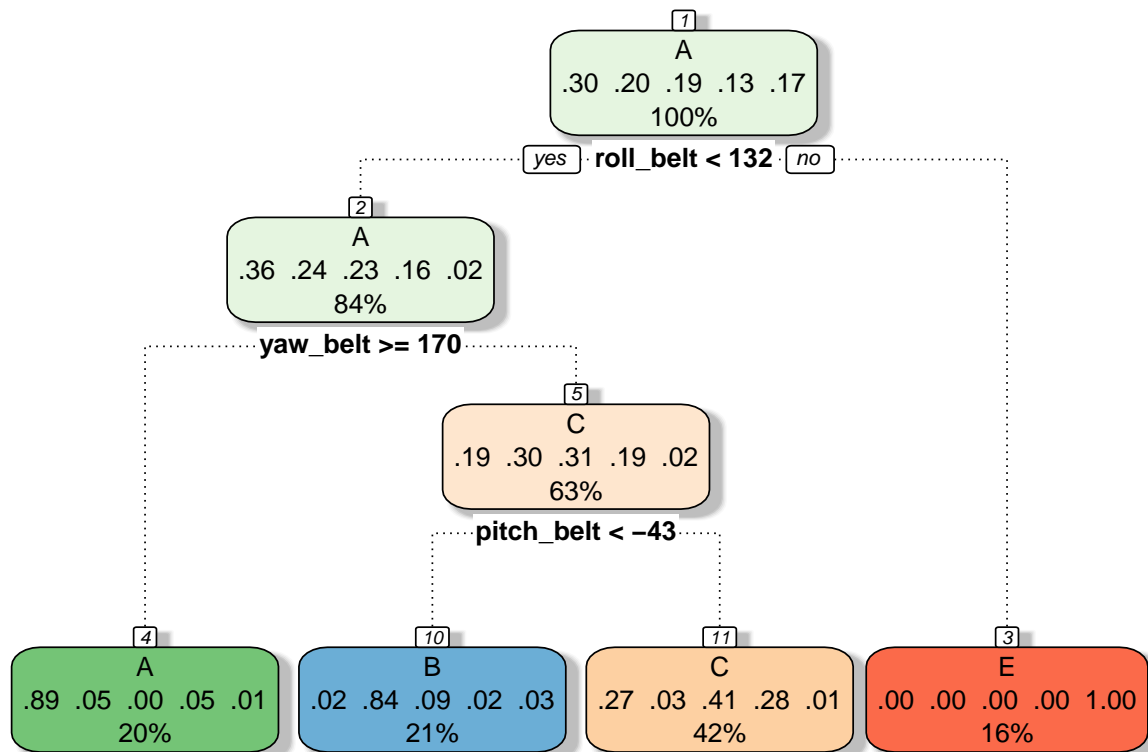 1
A
.30 .20 .19 .13 .17
100%
yes roll_belt < 132 no
2
A
.36 .24 .23 .16 .02
84%
yaw_belt >= 170
5
C
.19 .30 .31 .19 .02
63%
pitch_belt < −43
4
A
.89 .05 .00 .05 .01
20%
10
B
.02 .84 .09 .02 .03
21%
11
C
.27 .03 .41 .28 .01
42%
3
E
.00 .00 .00 .00 1.00
16%